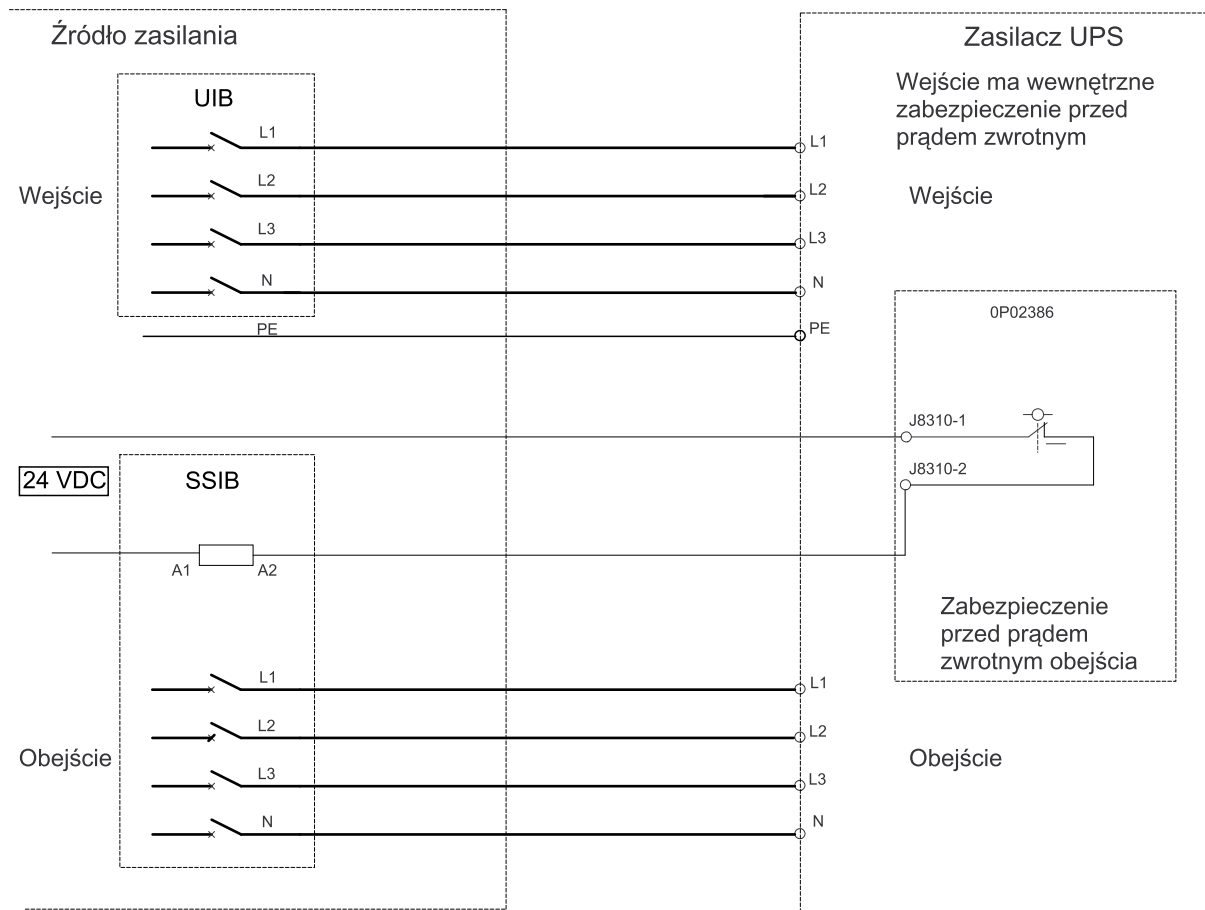 Źródło zasilania
Zasilacz UPS
UIB
Wejście ma wewnętrzne
zabezpieczenie przed
prądem zwrotnym
L1
L1
Wejście
L2
L2
Wejście
L3
L3
N
N
PE
PE
0P02386
J8310-1
24 VDC
SSIB
J8310-2
A1
A2
Zabezpieczenie
przed prądem
zwrotnym obejścia
L1
L1
L2
L2
Obejście
Obejście
L3
L3
N
N